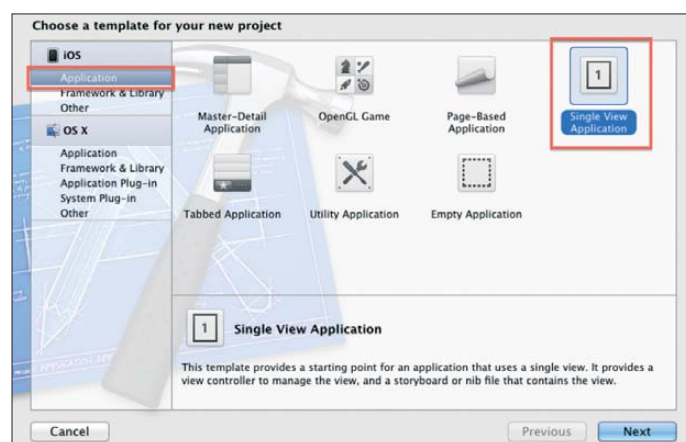 Choose a template for your new project
iOS
Application
Framework & Library
Other
OS X
Application
Framework & Library
Application Plug-in
System Plug-in
Other
Master-Detail
Application
OpenGL Game
Page-Based
Application
1
Single View
Application
Tabbed Application
Utility Application
Empty Application
1
Single View Application
This template provides a starting point for an application that uses a single view. It provides a
view controller to manage the view, and a storyboard or nib file that contains the view.
Cancel
Previous
Next